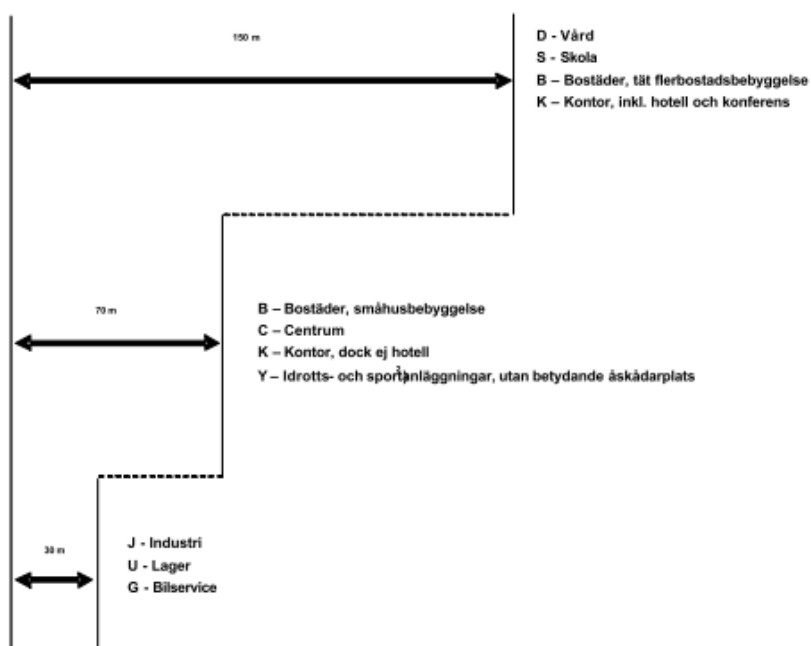 150 m
D - Vård
S - Skola
B – Bostäder, tät flerbostadsbebyggelse
K – Kontor, inkl. hotell och konferens
70 m
B – Bostäder, småhusbebyggelse
C – Centrum
K – Kontor, dock ej hotell
Y – Idrotts- och sportanläggningar, utan betydande åskådarplats
30 m
J - Industri
U - Lager
G - Bilservice